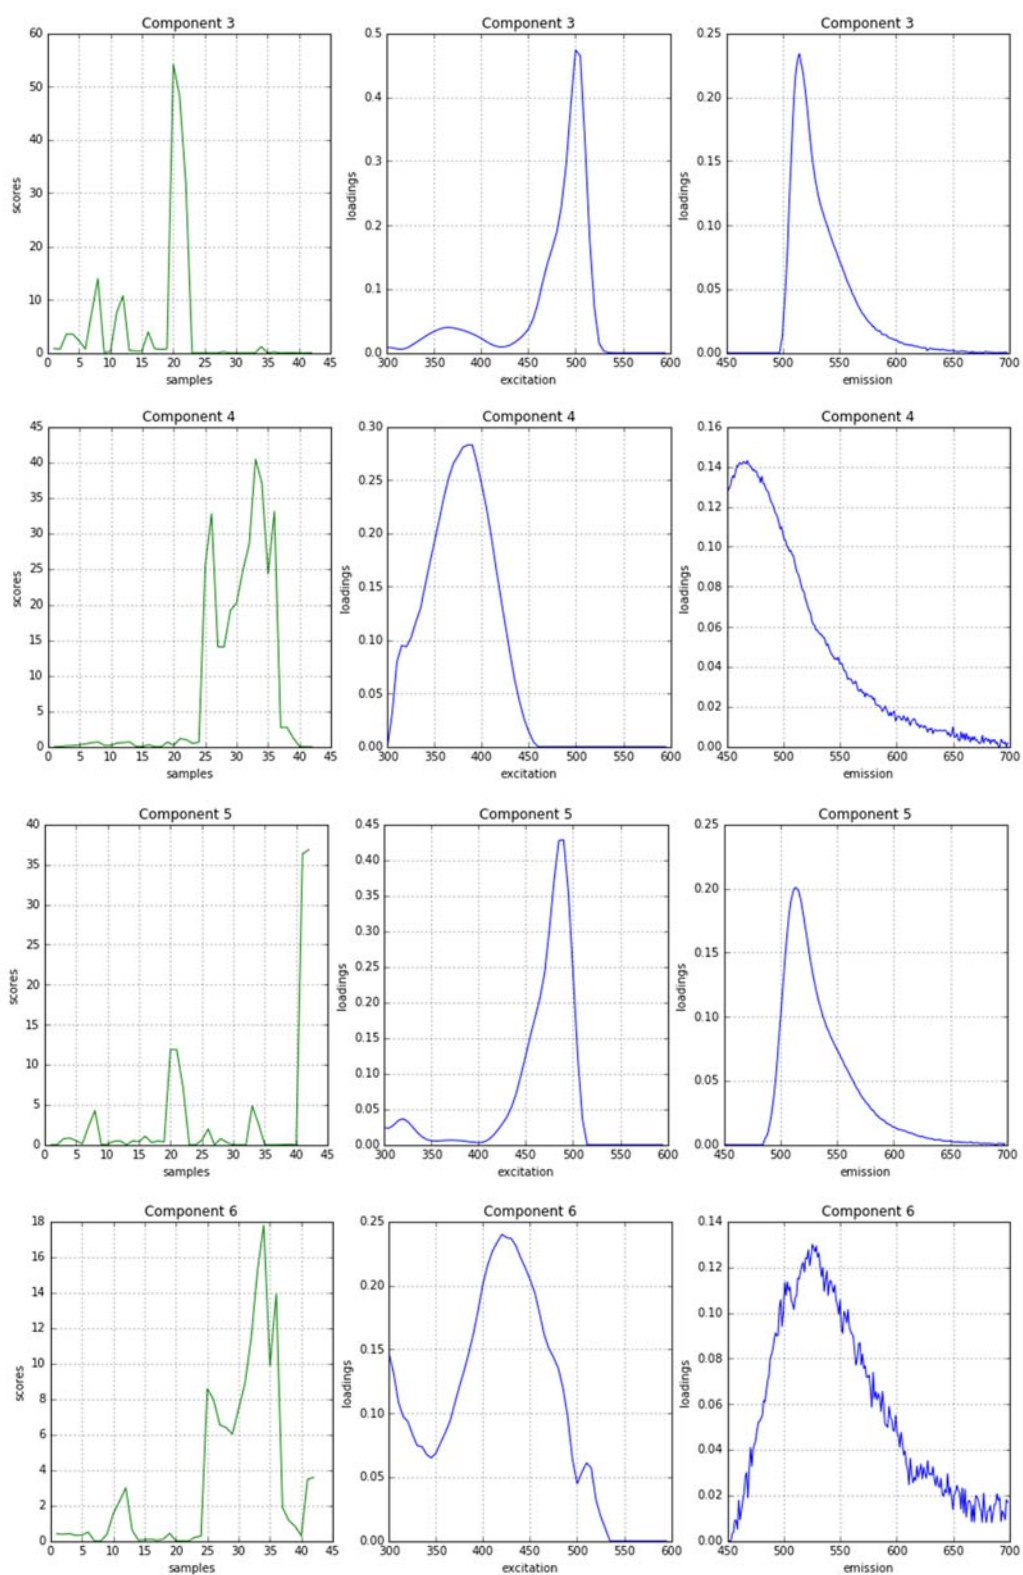 Component 3 Component 3 Component 3
60 0.5 0.25
50 0.4 0.20
40 0.3 0.15
30 0.2 0.10
20 0.1 0.05
10 0.0 0.00
0
scores loadings loadings
0 5 10 15 20 25 30 35 40 45 300 350 400 450 500 550 600 450 500 550 600 650 700
samples excitation emission
Component 4 Component 4 Component 4
45 0.30 0.16
40 0.25 0.14
35 0.20 0.12
30 0.15 0.10
25 0.10 0.08
20 0.05 0.06
15 0.00 0.04
10 0.02
5 0.00
0
scores loadings loadings
0 5 10 15 20 25 30 35 40 45 300 350 400 450 500 550 600 450 500 550 600 650 700
samples excitation emission
Component 5 Component 5 Component 5
40 0.45 0.25
35 0.40 0.20
30 0.35 0.15
25 0.30 0.10
20 0.25 0.05
15 0.20 0.00
10 0.15
5 0.10
0 0.05
0.00
scores loadings loadings
0 5 10 15 20 25 30 35 40 45 300 350 400 450 500 550 600 450 500 550 600 650 700
samples excitation emission
Component 6 Component 6 Component 6
18 0.25 0.14
16 0.20 0.12
14 0.15 0.10
12 0.10 0.08
10 0.05 0.06
8 0.00 0.04
6 0.02
4 0.00
2
0
scores loadings loadings
0 5 10 15 20 25 30 35 40 45 300 350 400 450 500 550 600 450 500 550 600 650 700
samples excitation emission